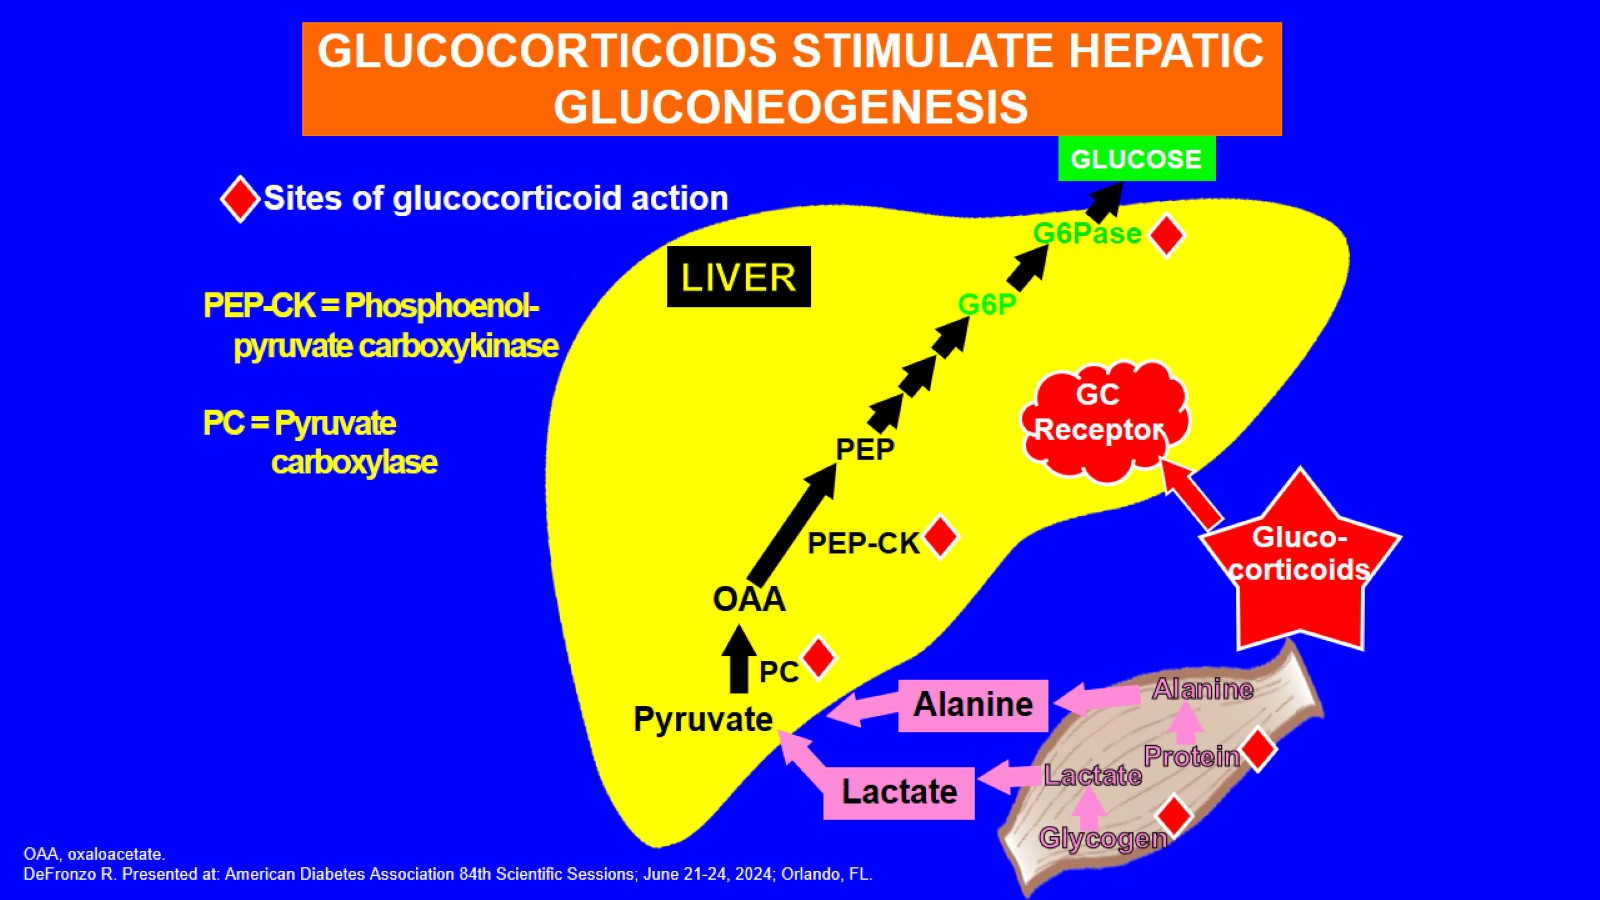 GLUCOCORTICOIDS STIMULATE HEPATIC
GLUCONEOGENESIS
GLUCOSE
Sites of glucocorticoid action
G6Pase
LIVER
PEP-CK = Phosphoenol-
pyruvate carboxykinase
G6P
GC
Receptor
PC = Pyruvate
carboxylase
PEP
PEP-CK
Gluco-
corticoids
OAA
PC
Pyruvate
Alanine
Alanine
Protein
Lactate
Lactate
Glycogen
OAA, oxaloacetate.
DeFronzo R. Presented at: American Diabetes Association 84th Scientific Sessions; June 21-24, 2024; Orlando, FL.